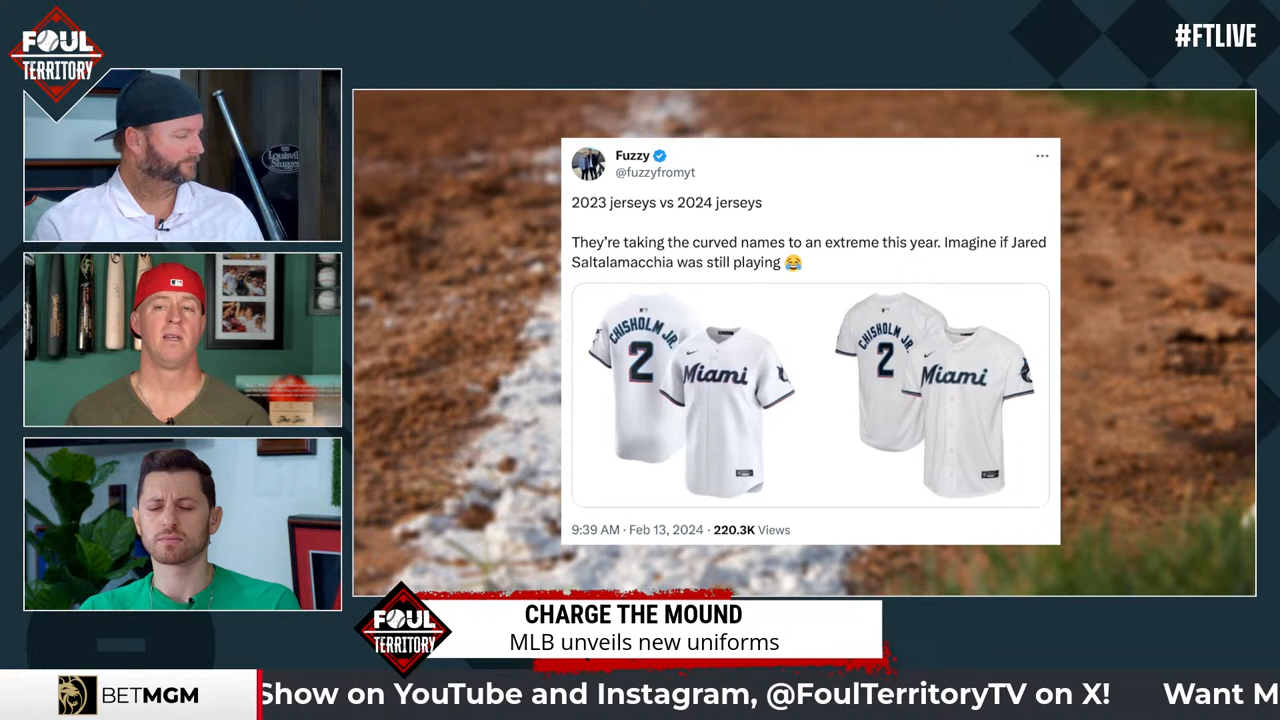 FOUL
TERRITORY
#FTLIVE
Louisville
Slugger
Fuzzy
@fuzzyfromyt
2023 jerseys vs 2024 jerseys
They're taking the curved names to an extreme this year. Imagine if Jared
Saltalamacchia was still playing 😂
CHISHOLM JR.
2
Miami
CHISHOLM JR.
2
Miami
9:39 AM · Feb 13, 2024 · 220.3K Views
FOUL
TERRITORY
CHARGE THE MOUND
MLB unveils new uniforms
BETMGM
Show on YouTube and Instagram, @FoulTerritoryTV on X! Want M